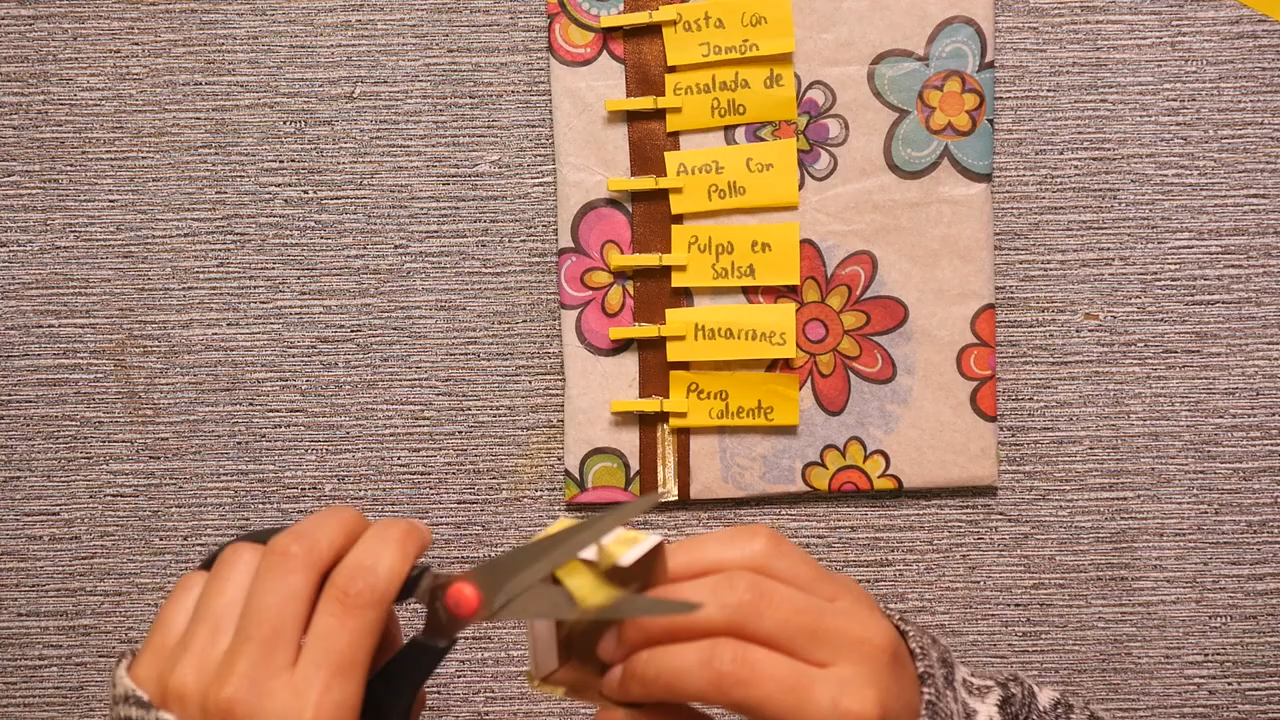 Pasta con
Jamón
Ensalada de
Pollo
Arroz Con
Pollo
Pulpo en
Salsa
Macarrones
Perro
caliente